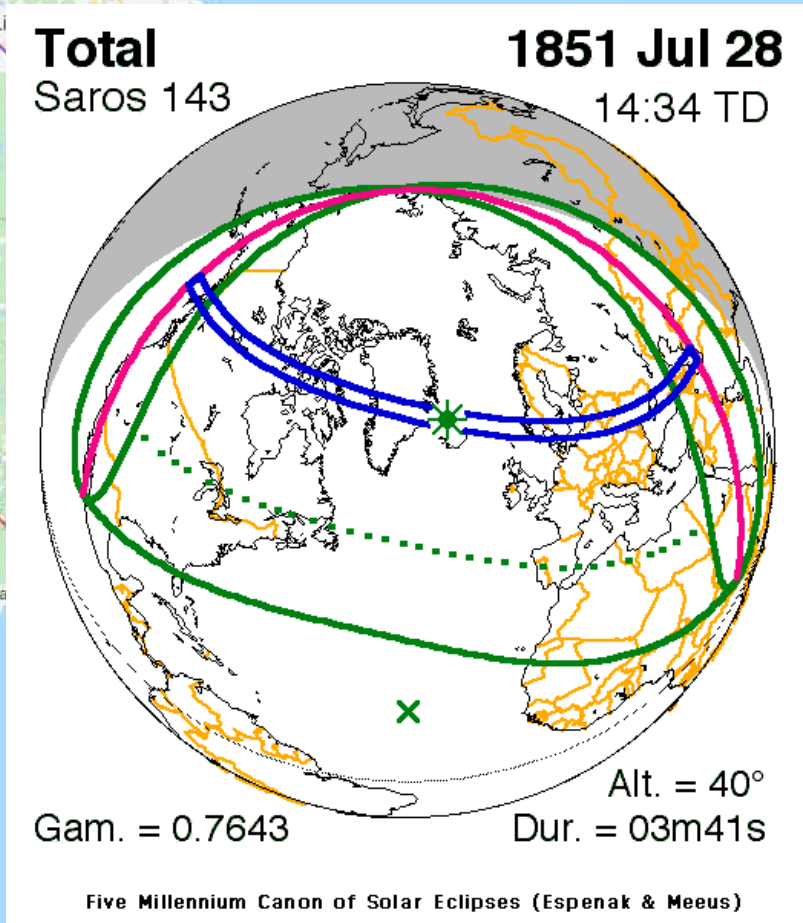 Total
1851 Jul 28
Saros 143
14:34 TD
Alt. = 40°
Gam. = 0.7643
Dur. = 03m41s
Five Millennium Canon of Solar Eclipses (Espenak & Meeus)